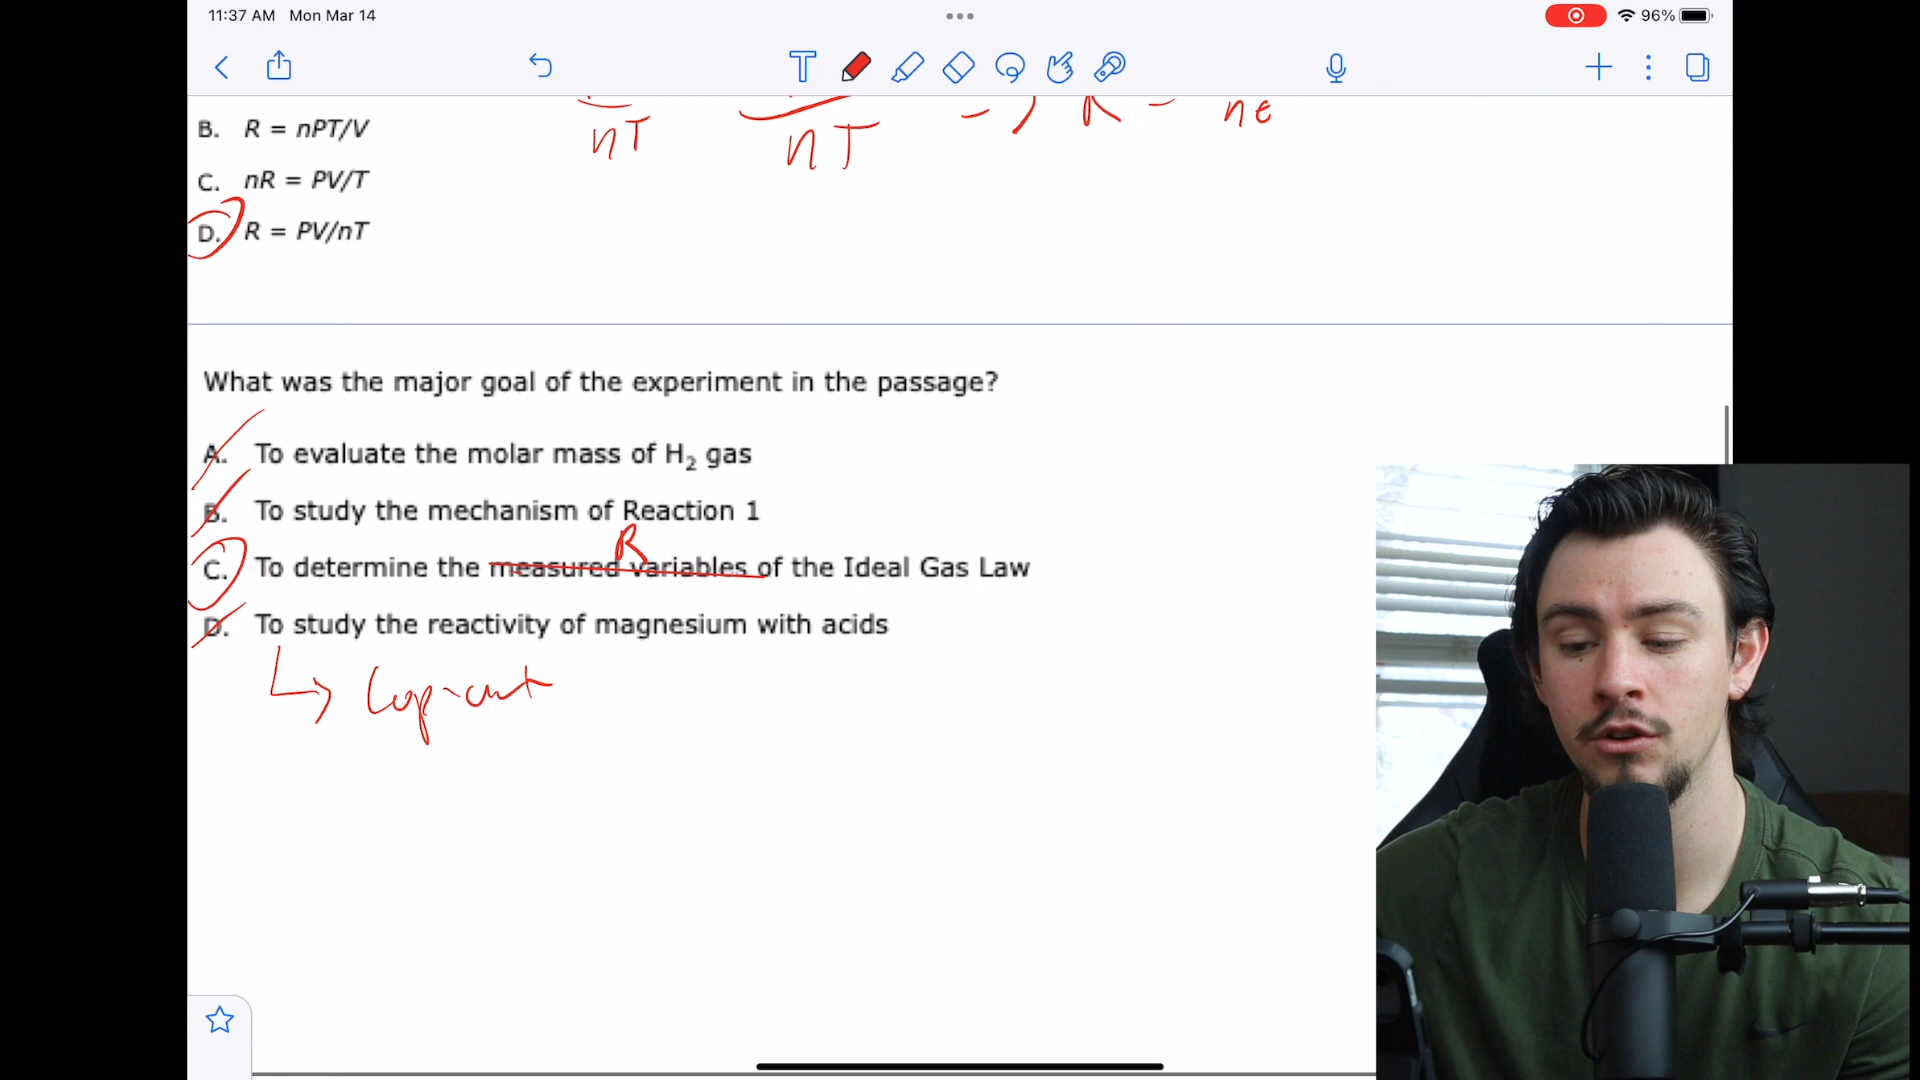 11:37 AM Mon Mar 14
96%
nT
nT
R =
B. R = nPT/V
C. nR = PV/T
D. R = PV/nT
What was the major goal of the experiment in the passage?
A. To evaluate the molar mass of H₂ gas
B. To study the mechanism of Reaction 1
R
C. To determine the measured variables of the Ideal Gas Law
D. To study the reactivity of magnesium with acids